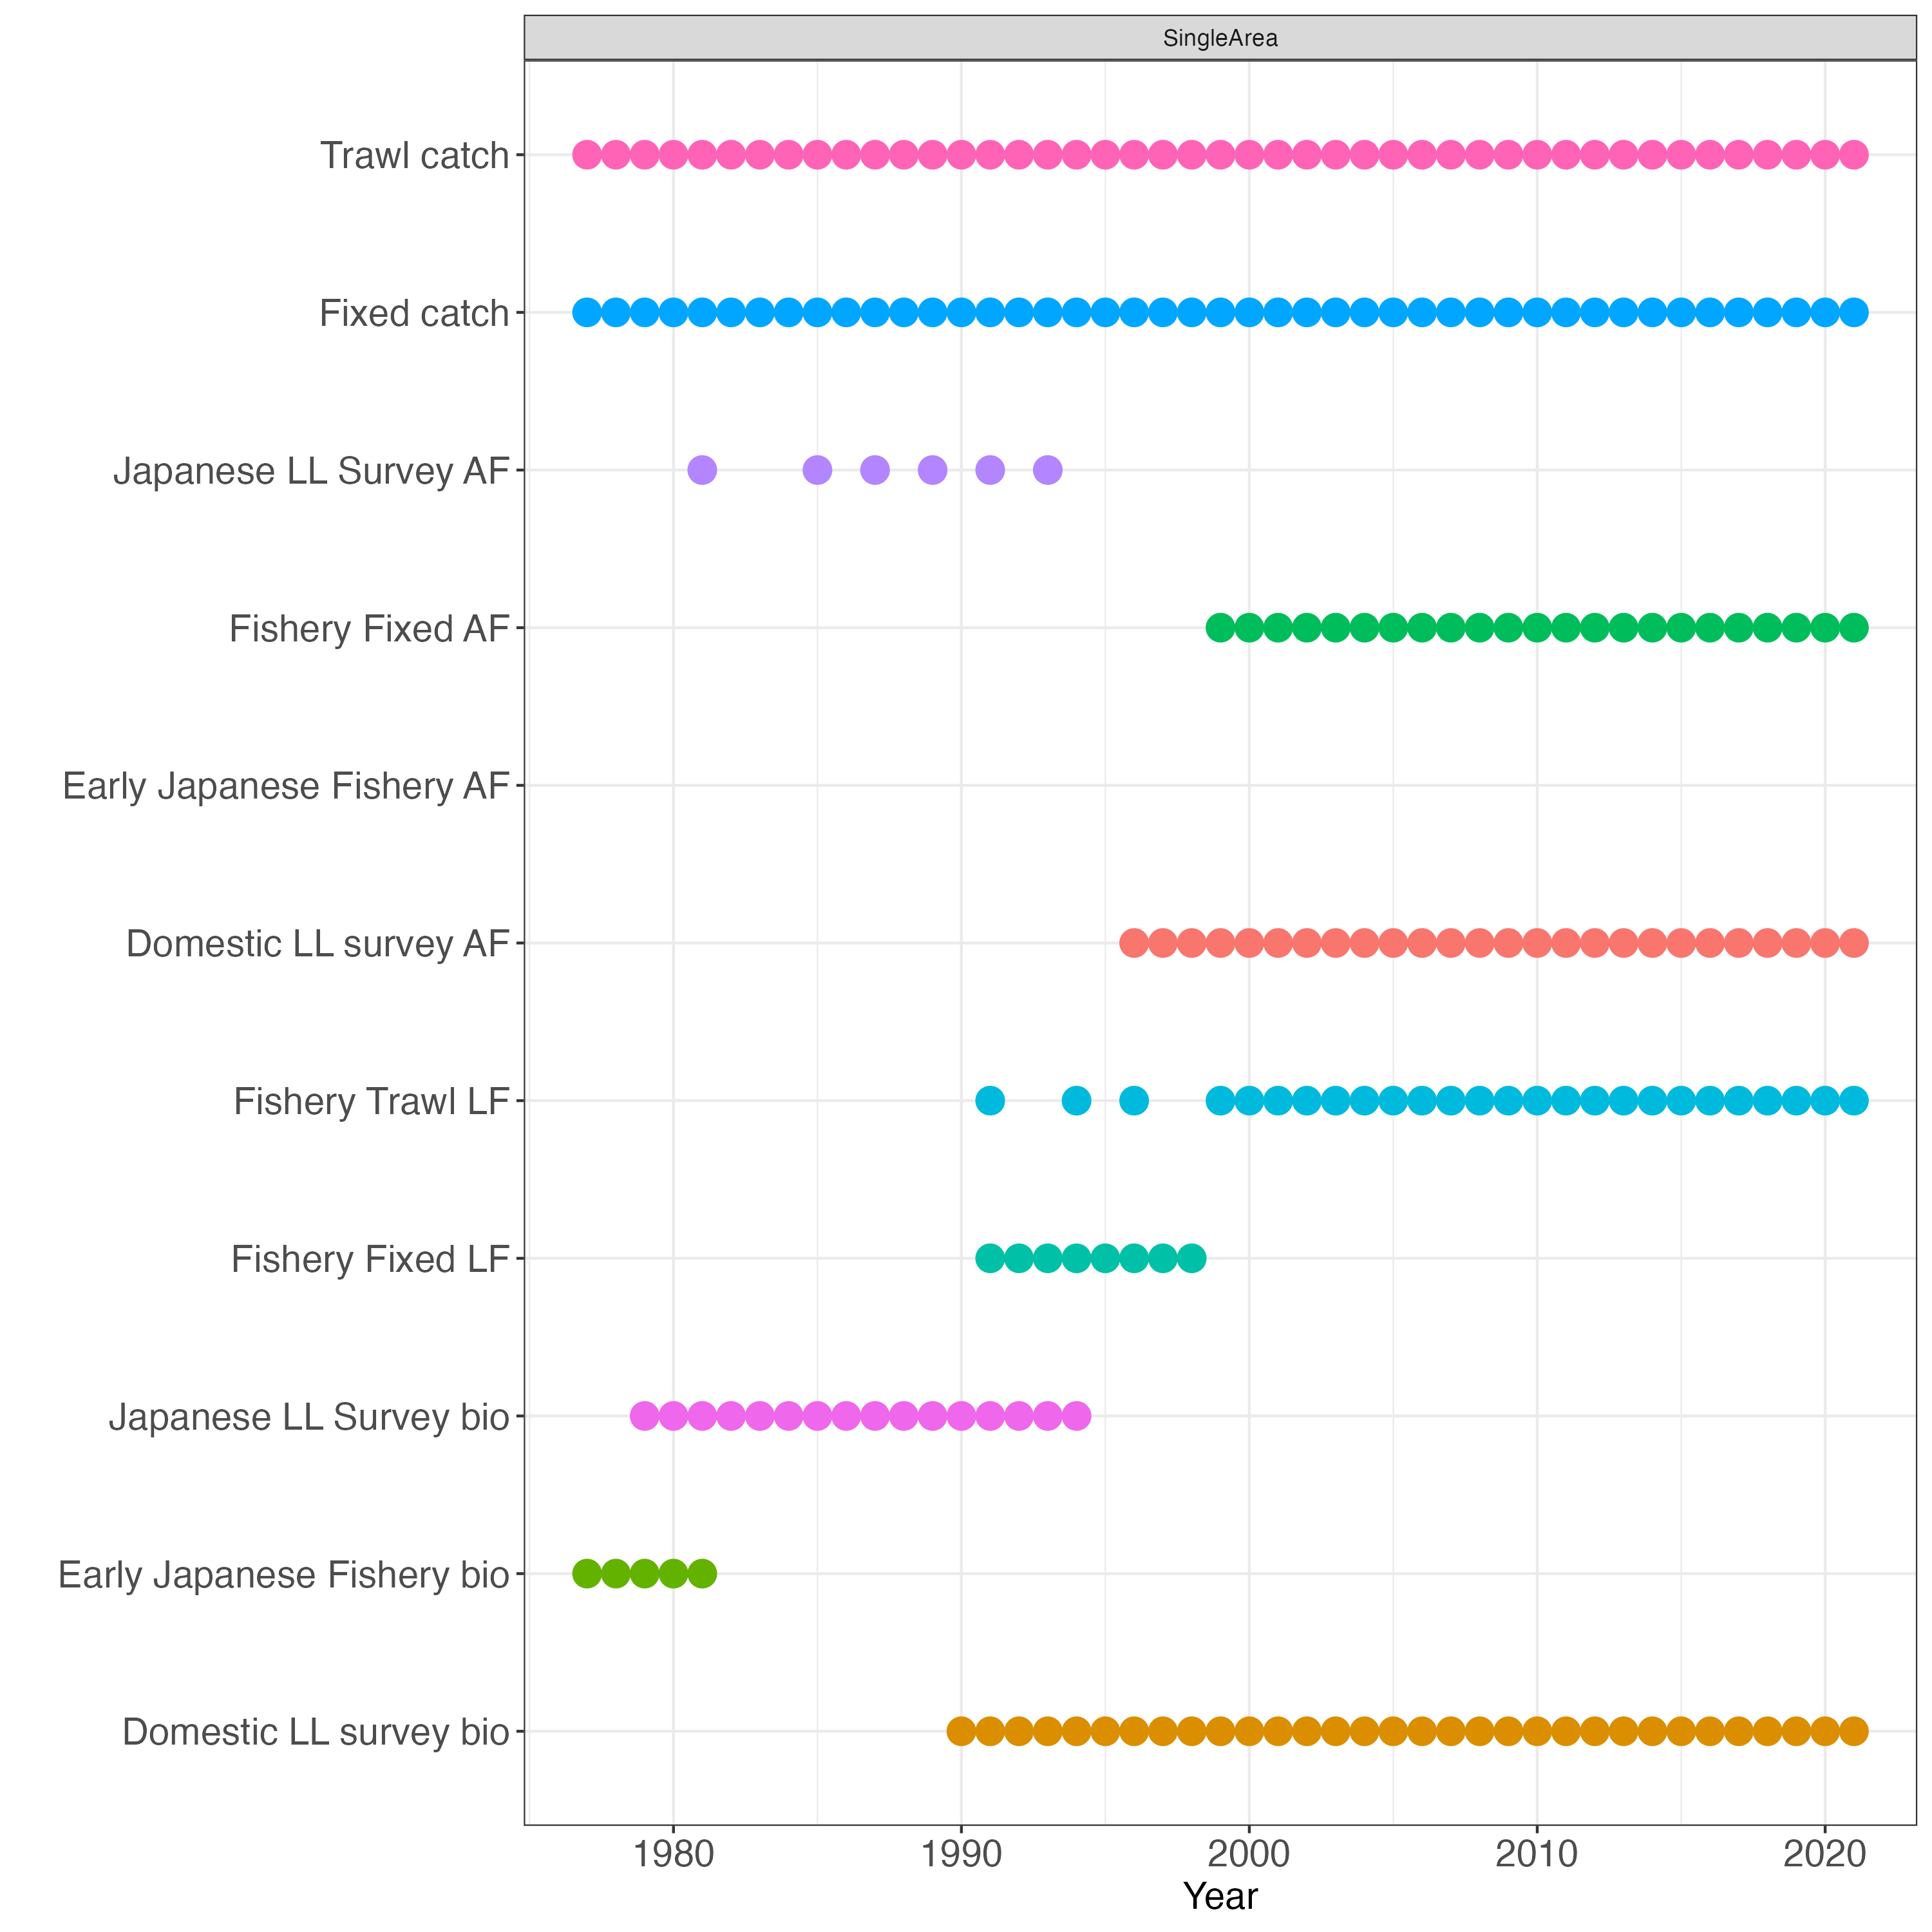 SingleArea
Trawl catch
Fixed catch
Japanese LL Survey AF
Fishery Fixed AF
Early Japanese Fishery AF
Domestic LL survey AF
Fishery Trawl LF
Fishery Fixed LF
Japanese LL Survey bio
Early Japanese Fishery bio
Domestic LL survey bio
1980 1990 2000 2010 2020
Year